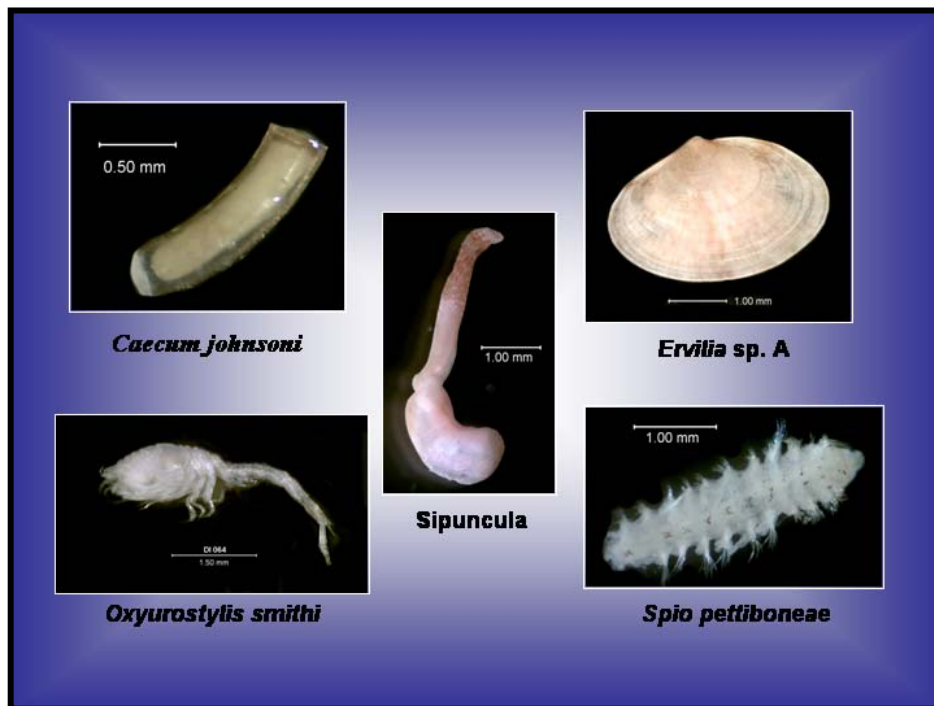 0.50 mm
Caecum johnsoni
1.00 mm
Ervilia sp. A
1.00 mm
Sipuncula
DI 064
1.50 mm
Oxyurostylis smithi
1.00 mm
Spio pettiboneae